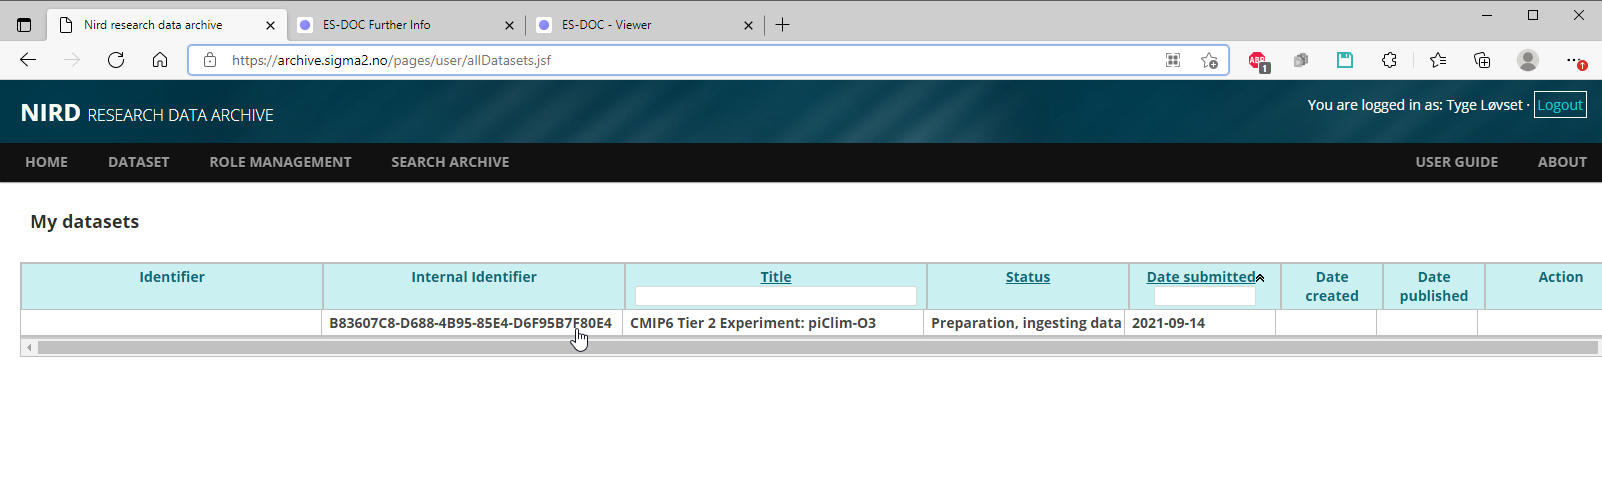 Nird research data archive
ES-DOC Further Info
ES-DOC - Viewer
https://archive.sigma2.no/pages/user/allDatasets.jsf
ABP
1
NIRD RESEARCH DATA ARCHIVE
You are logged in as: Tyge Løvset · Logout
HOME DATASET ROLE MANAGEMENT SEARCH ARCHIVE USER GUIDE ABOUT
My datasets
Identifier Internal Identifier Title Status Date submitted Date created Date published Action
B83607C8-D688-4B95-85E4-D6F95B7F80E4 CMIP6 Tier 2 Experiment: piClim-O3 Preparation, ingesting data 2021-09-14